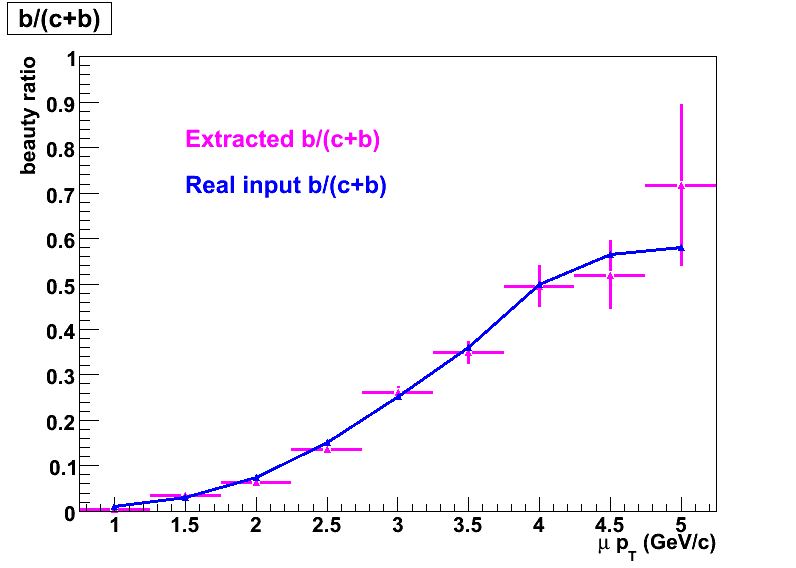 b/(c+b)
beauty ratio
1
0.9
0.8
0.7
0.6
0.5
0.4
0.3
0.2
0.1
0
Extracted b/(c+b)
Real input b/(c+b)
1 1.5 2 2.5 3 3.5 4 4.5 5
μ p_T (GeV/c)